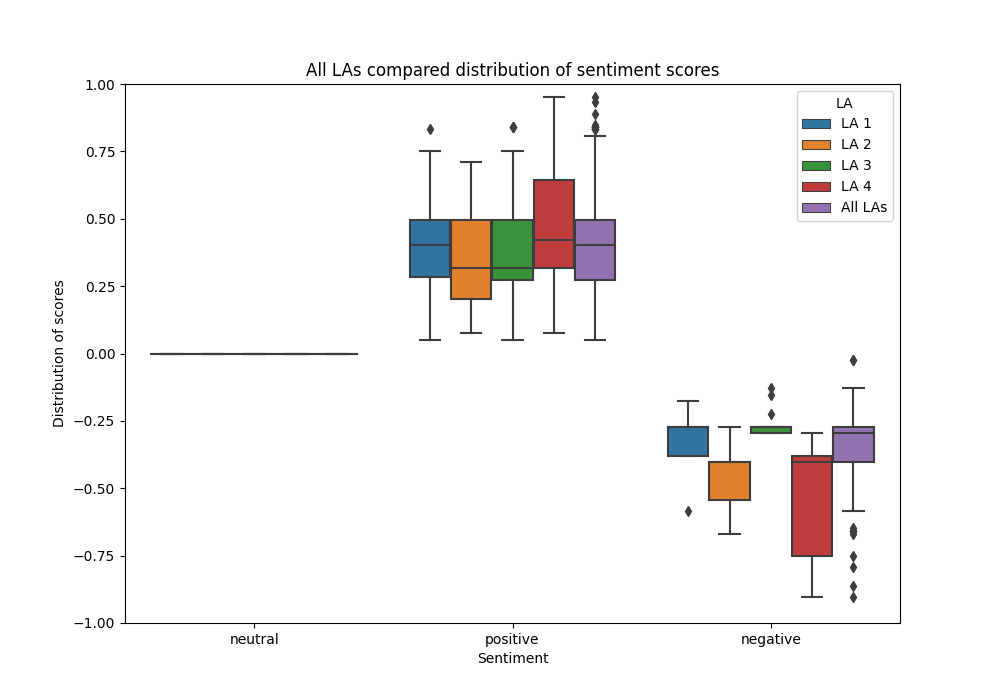 All LAs compared distribution of sentiment scores
LA
LA 1
LA 2
LA 3
LA 4
All LAs
Distribution of scores
1.00
0.75
0.50
0.25
0.00
−0.25
−0.50
−0.75
−1.00
neutral positive negative
Sentiment